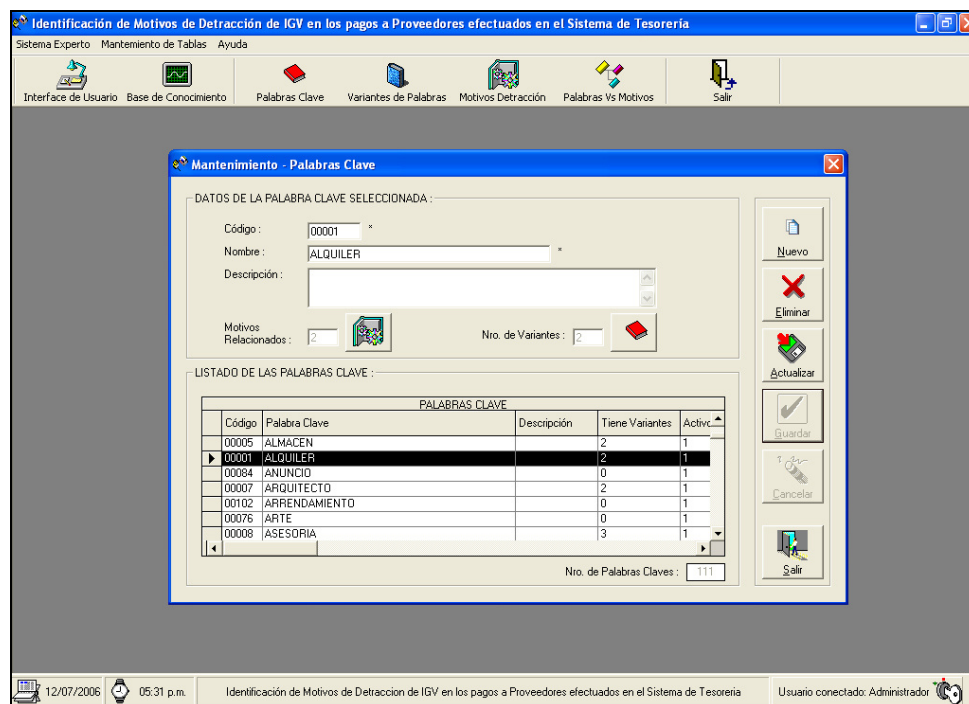 Identificación de Motivos de Detracción de IGV en los pagos a Proveedores efectuados en el Sistema de Tesorería
Sistema Experto Mantemiento de Tablas Ayuda
Interface de Usuario Base de Conocimiento Palabras Clave Variantes de Palabras Motivos Detracción Palabras Vs Motivos Salir
Mantenimiento - Palabras Clave
DATOS DE LA PALABRA CLAVE SELECCIONADA :
Código : 00001 *
Nombre : ALQUILER *
Descripción :
Motivos
Relacionados : 2 Nro. de Variantes : 2
Nuevo
Eliminar
Actualizar
Guardar
Cancelar
Salir
LISTADO DE LAS PALABRAS CLAVE :
PALABRAS CLAVE
Código Palabra Clave Descripción Tiene Variantes Activo
00005 ALMACEN 2 1
00001 ALQUILER 2 1
00084 ANUNCIO 0 1
00007 ARQUITECTO 2 1
00102 ARRENDAMIENTO 0 1
00076 ARTE 0 1
00008 ASESORIA 3 1
Nro. de Palabras Claves : 111
12/07/2006 05:31 p.m. Identificación de Motivos de Detraccion de IGV en los pagos a Proveedores efectuados en el Sistema de Tesoreria Usuario conectado: Administrador